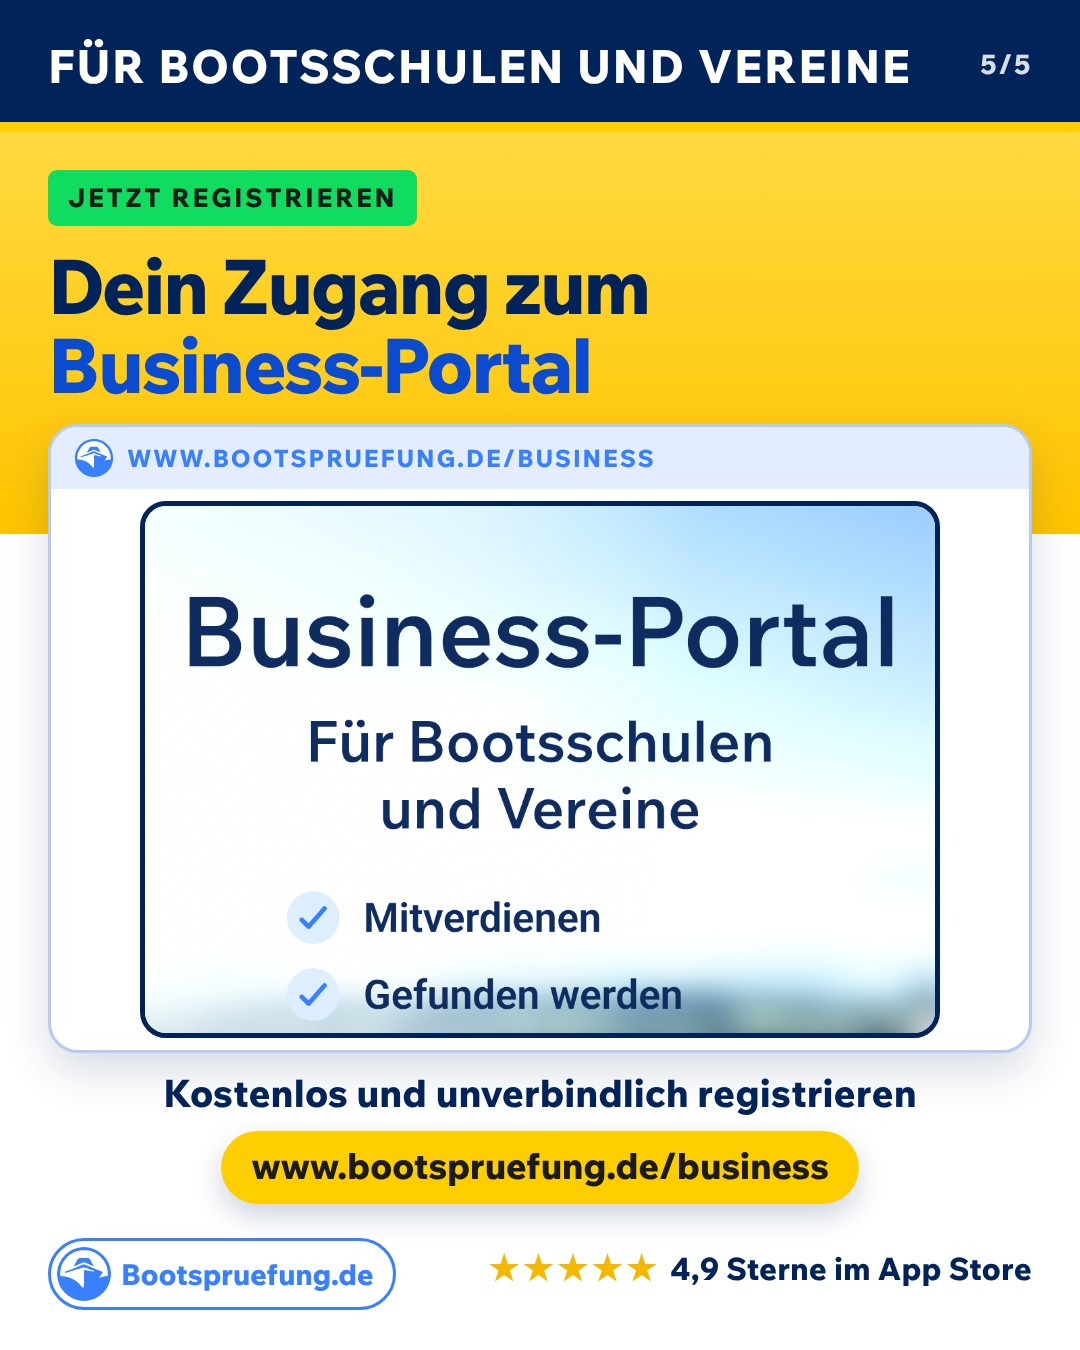 FÜR BOOTSSCHULEN UND VEREINE
5/5
JETZT REGISTRIEREN
Dein Zugang zum
Business-Portal
WWW.BOOTSPRUEFUNG.DE/BUSINESS
Business-Portal
Für Bootsschulen
und Vereine
Mitverdienen
Gefunden werden
Kostenlos und unverbindlich registrieren
www.bootspruefung.de/business
Bootspruefung.de
★★★★★ 4,9 Sterne im App Store